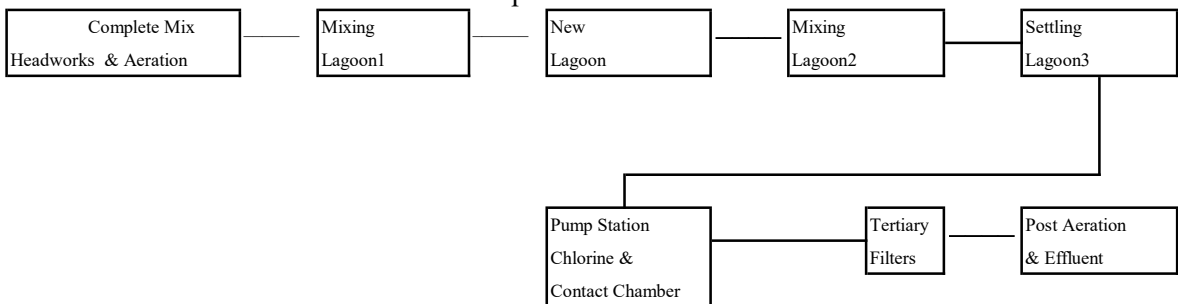 Complete Mix
Headworks & Aeration
Mixing
Lagoon1
New
Lagoon
Mixing
Lagoon2
Settling
Lagoon3
Pump Station
Chlorine &
Contact Chamber
Tertiary
Filters
Post Aeration
& Effluent